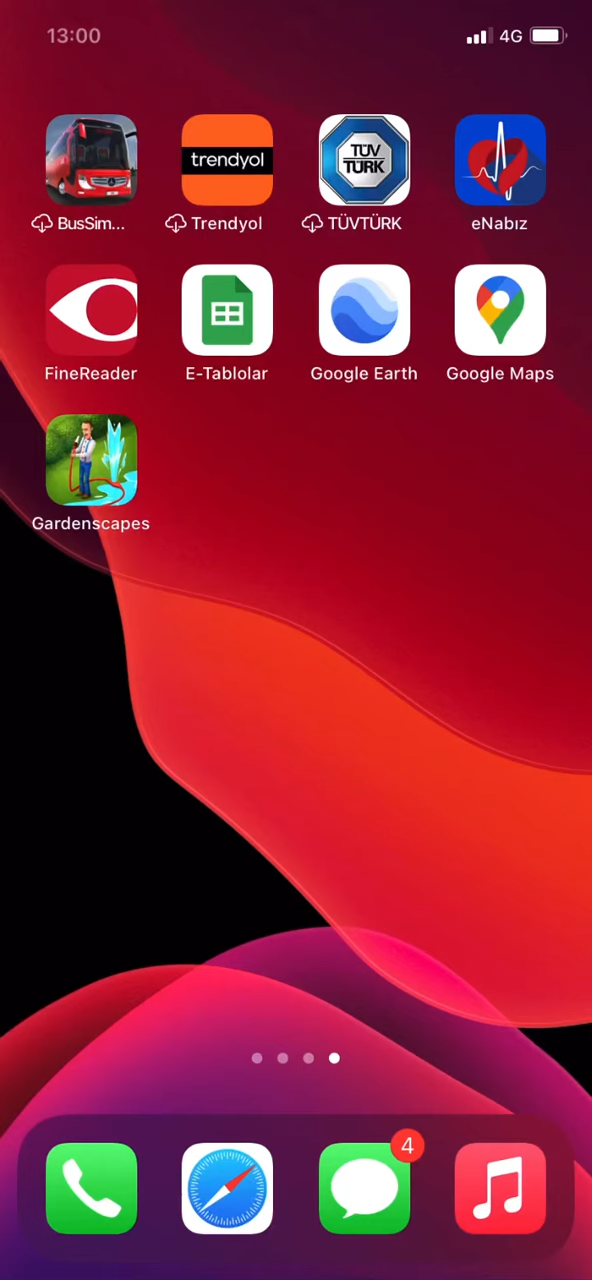 13:00 4G
trendyol
TÜV
TÜRK
BusSim... Trendyol TÜVTÜRK eNabız
FineReader E-Tablolar Google Earth Google Maps
Gardenscapes
4